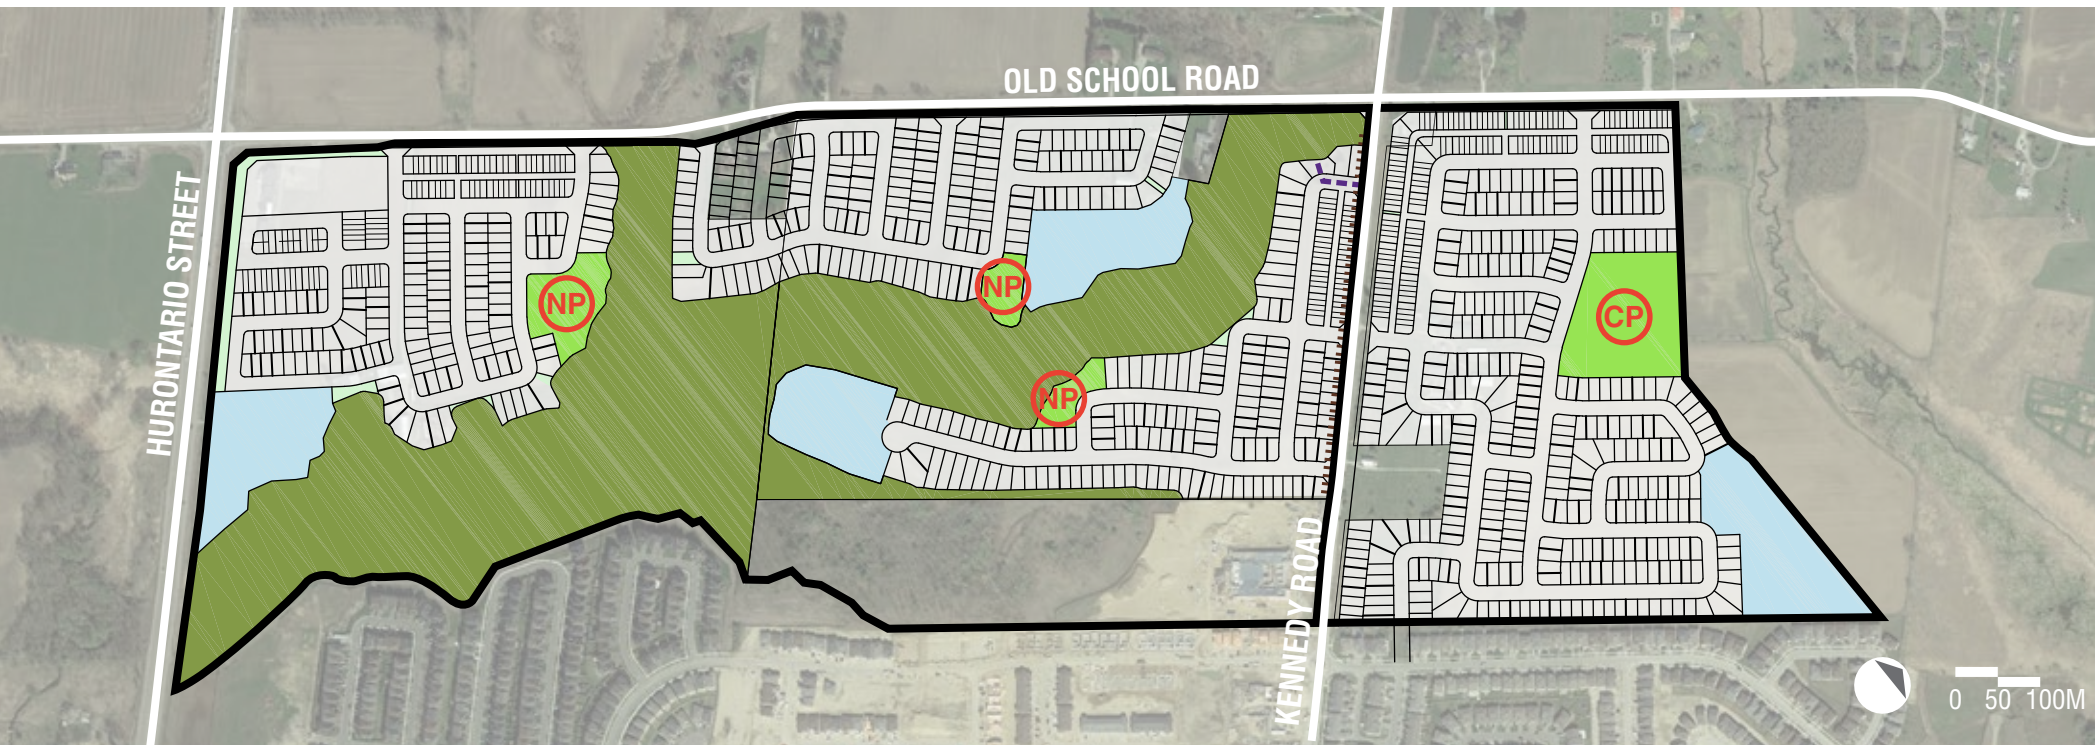 OLD SCHOOL ROAD
HURONTARIO STREET
NP
NP
CP
NP
KENNEDY ROAD
0 50 100M